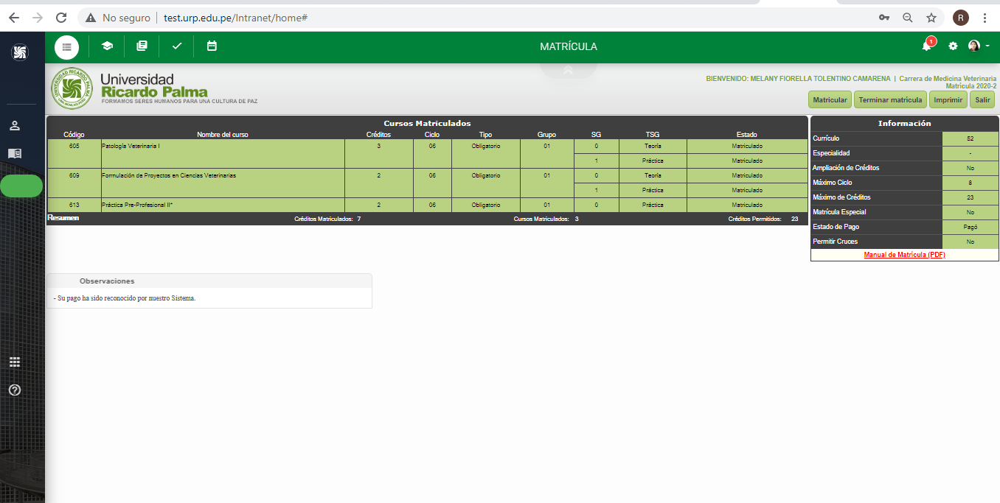 No seguro | test.urp.edu.pe/Intranet/home#
R
MATRÍCULA
1
UNIVERSIDAD RICARDO PALMA
Universidad
Ricardo Palma
FORMAMOS SERES HUMANOS PARA UNA CULTURA DE PAZ
BIENVENIDO: MELANY FIORELLA TOLENTINO CAMARENA | Carrera de Medicina Veterinaria
Matricula 2020-2
Matricular Terminar matrícula Imprimir Salir
Cursos Matriculados
Código Nombre del curso Créditos Ciclo Tipo Grupo SG TSG Estado
605 Patología Veterinaria I 3 06 Obligatorio 01 0 Teoría Matriculado
1 Práctica Matriculado
609 Formulación de Proyectos en Ciencias Veterinarias 2 06 Obligatorio 01 0 Teoría Matriculado
1 Práctica Matriculado
613 Práctica Pre-Profesional II* 2 06 Obligatorio 01 0 Práctica Matriculado
Resumen Créditos Matriculados: 7 Cursos Matriculados: 3 Créditos Permitidos: 23
Información
Currículo 52
Especialidad -
Ampliación de Créditos No
Máximo Ciclo 8
Máximo de Créditos 23
Matrícula Especial No
Estado de Pago Pagó
Permitir Cruces No
Manual de Matrícula (PDF)
Observaciones
- Su pago ha sido reconocido por nuestro Sistema.